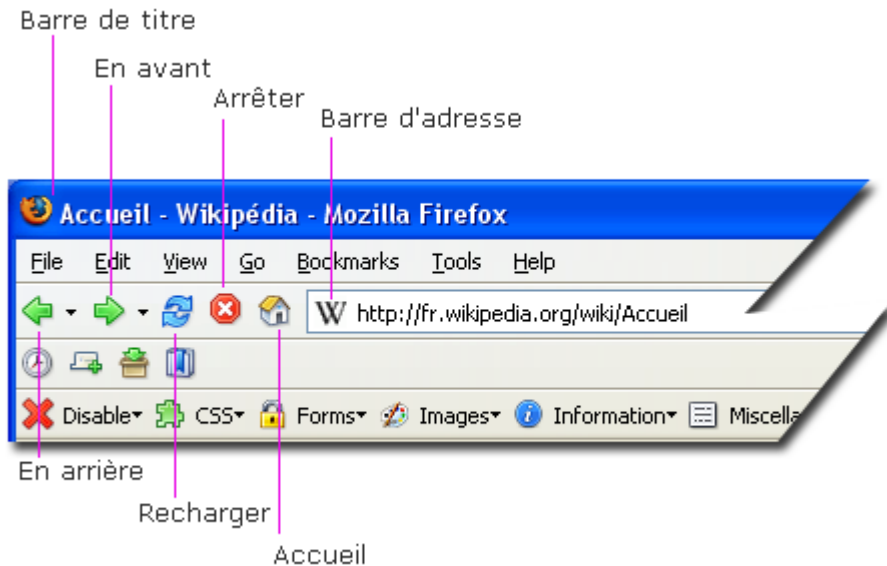 Barre de titre
En avant
Arrêter
Barre d'adresse
Accueil - Wikipédia - Mozilla Firefox
File Edit View Go Bookmarks Tools Help
W http://fr.wikipedia.org/wiki/Accueil
Disable CSS Forms Images Information Miscella
En arrière
Recharger
Accueil